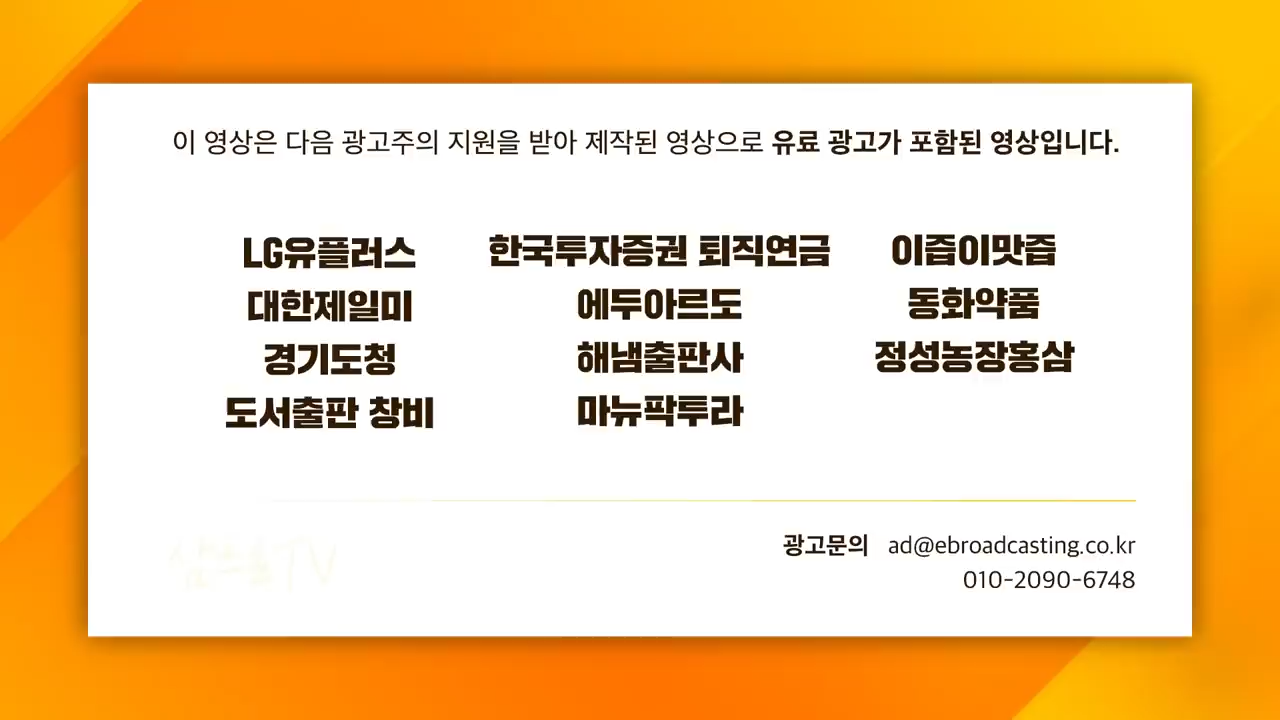 이 영상은 다음 광고주의 지원을 받아 제작된 영상으로 유료 광고가 포함된 영상입니다.
LG유플러스 한국투자증권 퇴직연금 이즙이맛즙
대한제일미 에두아르도 동화약품
경기도청 해냄출판사 정성농장홍삼
도서출판 창비 마뉴팍투라
광고문의 ad@ebroadcasting.co.kr
010-2090-6748